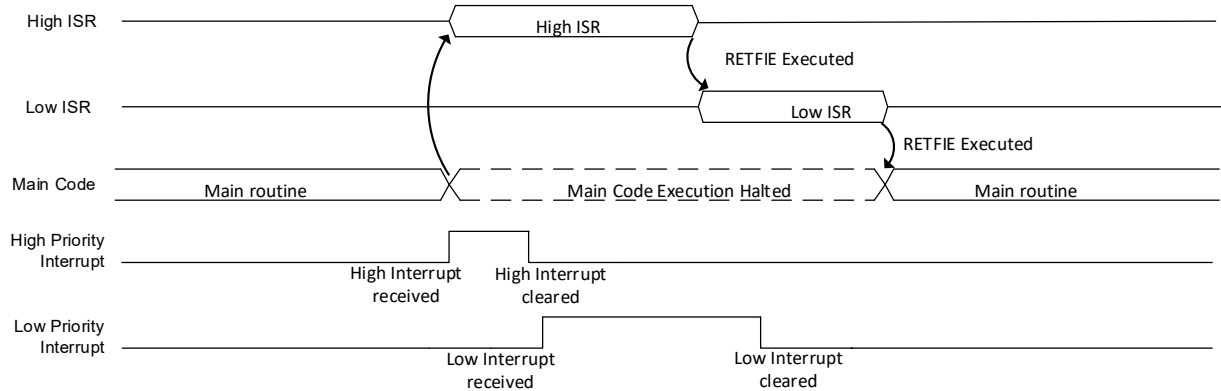 High ISR
High ISR
RETFIE Executed
Low ISR
Low ISR
RETFIE Executed
Main Code
Main routine
Main Code Execution Halted
Main routine
High Priority
Interrupt
High Interrupt
received
High Interrupt
cleared
Low Priority
Interrupt
Low Interrupt
received
Low Interrupt
cleared